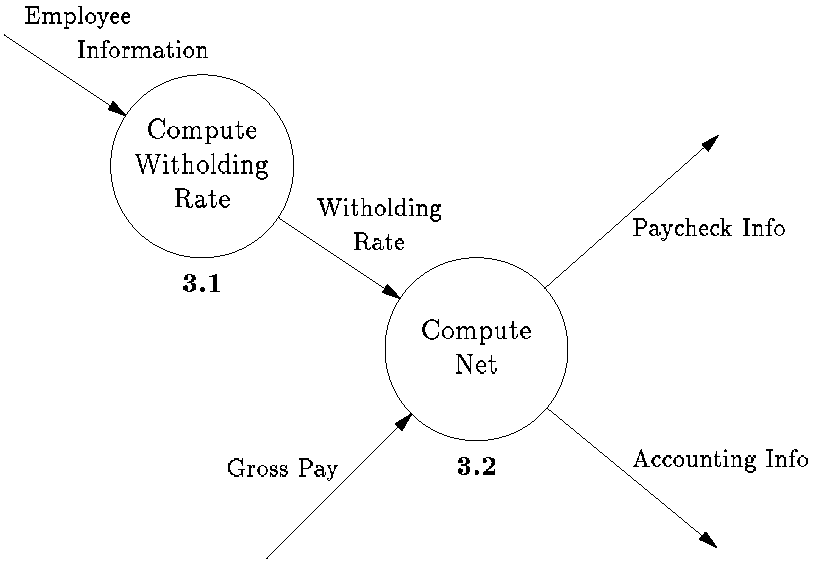 Employee
Information
Compute
Witholding
Rate
3.1
Witholding
Rate
Paycheck Info
Compute
Net
3.2
Gross Pay
Accounting Info